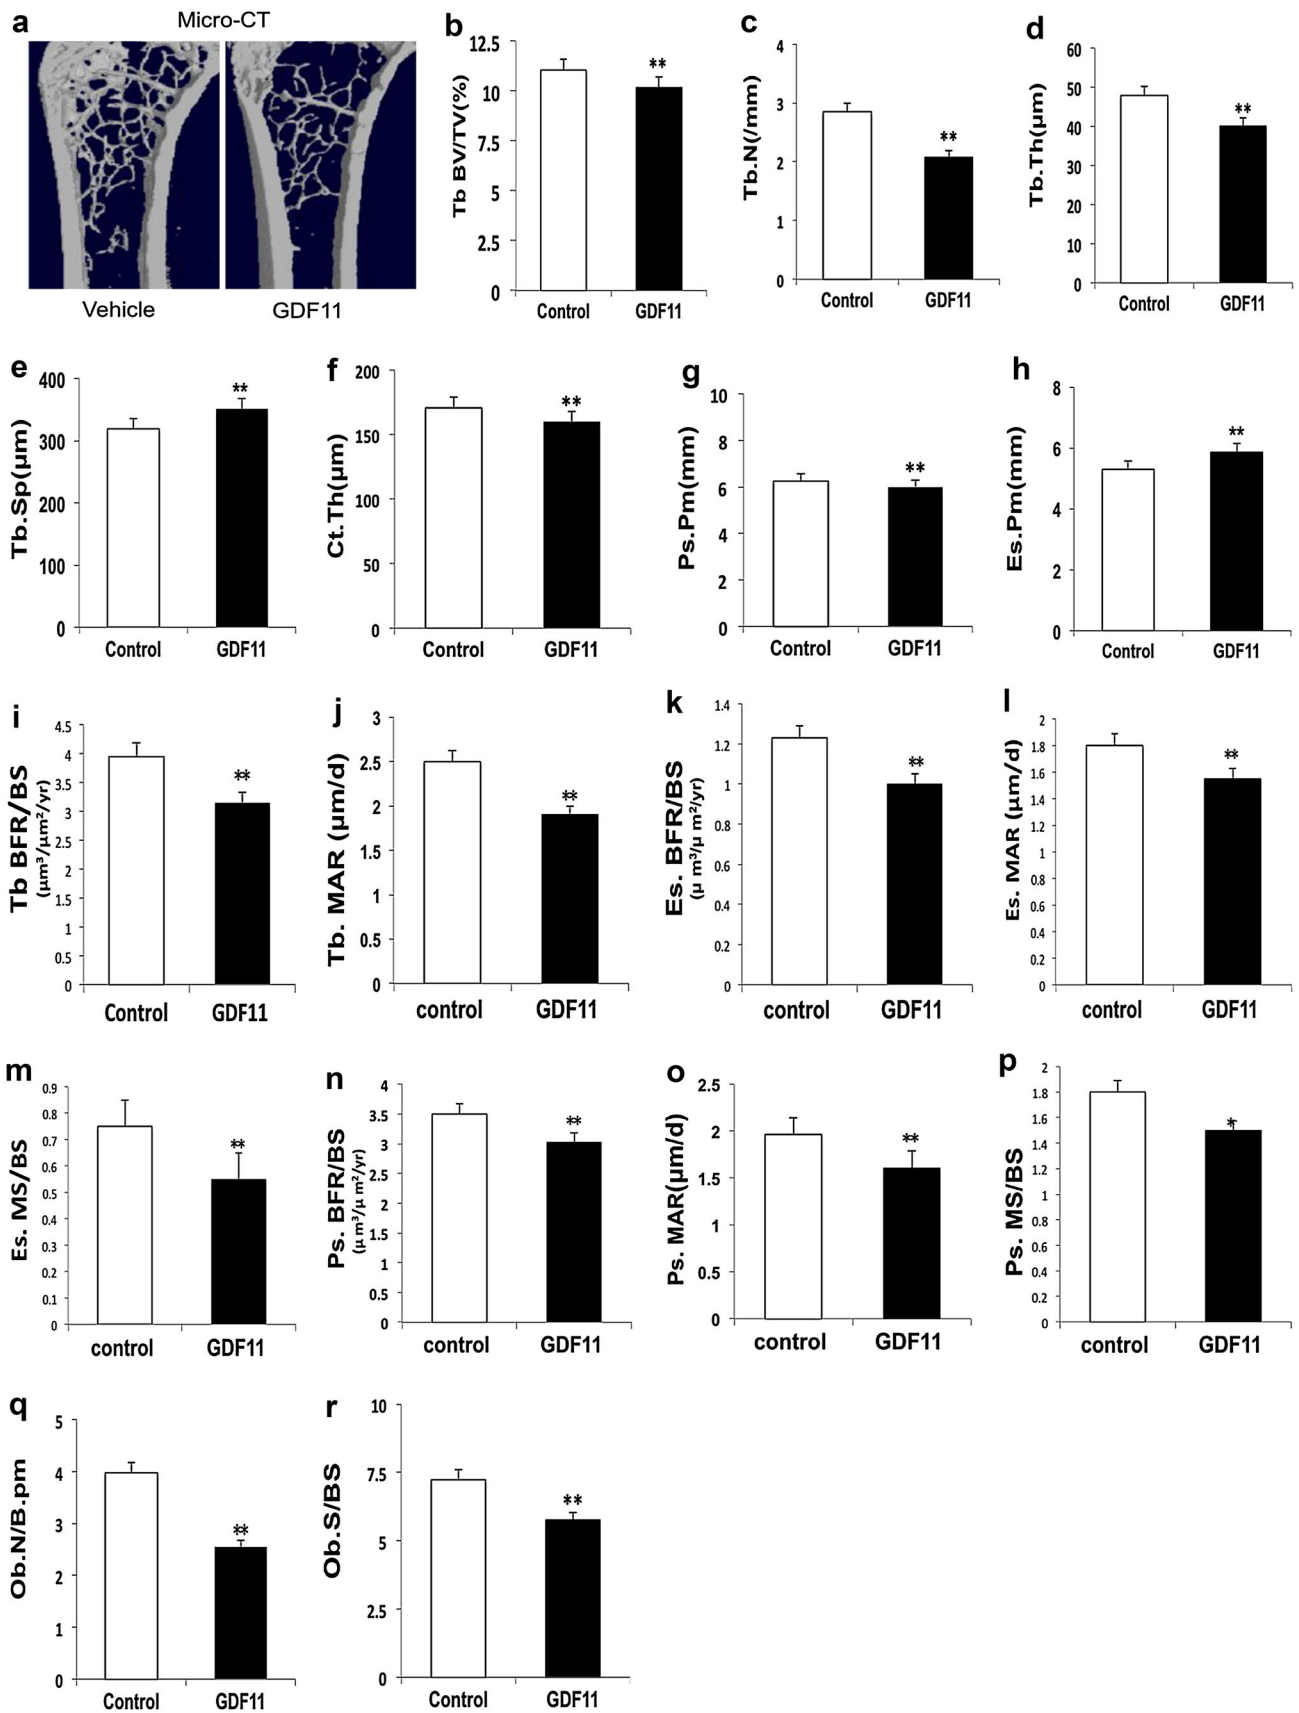 a
Micro-CT
Vehicle
GDF11
b
Tb BV/TV(%)
12.5
10
7.5
5
2.5
0
**
Control
GDF11
c
Tb.N(/mm)
4
3
2
1
0
**
Control
GDF11
d
Tb.Th(μm)
60
50
40
30
20
10
0
**
Control
GDF11
e
Tb.Sp(μm)
400
300
200
100
0
**
Control
GDF11
f
Ct.Th(μm)
200
150
100
50
0
**
Control
GDF11
g
Ps.Pm(mm)
10
8
6
4
2
0
**
Control
GDF11
h
Es.Pm(mm)
8
6
4
2
0
**
Control
GDF11
i
Tb BFR/BS
(μm³/μm²/yr)
4.5
4
3.5
3
2.5
2
1.5
1
0.5
0
**
Control
GDF11
j
Tb. MAR (μm/d)
3
2.5
2
1.5
1
0.5
0
**
control
GDF11
k
Es. BFR/BS
(μ m³/μ m²/yr)
1.4
1.2
1
0.8
0.6
0.4
0.2
0
**
control
GDF11
l
Es. MAR (μm/d)
2
1.8
1.6
1.4
1.2
1
0.8
0.6
0.4
0.2
0
**
control
GDF11
m
Es. MS/BS
0.9
0.8
0.7
0.6
0.5
0.4
0.3
0.2
0.1
0
**
control
GDF11
n
Ps. BFR/BS
(μ m³/μ m²/yr)
4
3.5
3
2.5
2
1.5
1
0.5
0
**
control
GDF11
o
Ps. MAR(μm/d)
2.5
2
1.5
1
0.5
0
**
control
GDF11
p
Ps. MS/BS
2
1.8
1.6
1.4
1.2
1
0.8
0.6
0.4
0.2
0
*
control
GDF11
q
Ob.N/B.pm
5
4
3
2
1
0
**
Control
GDF11
r
Ob.S/BS
10
7.5
5
2.5
0
**
Control
GDF11